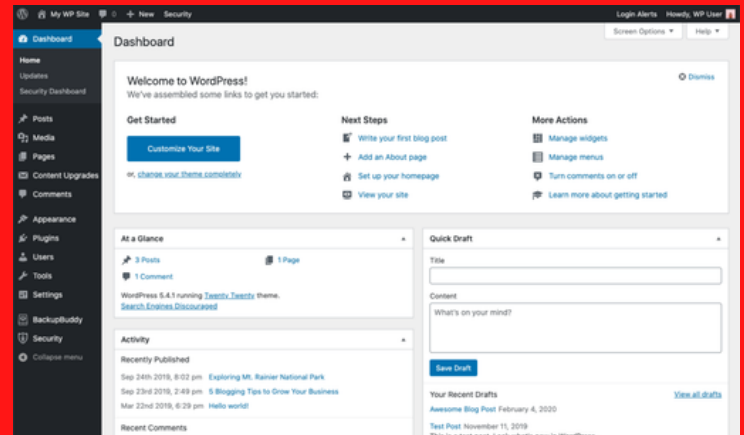 My WP Site 0 + New Security Login Alerts Howdy, WP User
Screen Options ▼ Help ▼
Dashboard
Home
Updates
Security Dashboard
Posts
Media
Pages
Content Upgrades
Comments
Appearance
Plugins
Users
Tools
Settings
BackupBuddy
Security
Collapse menu
Dashboard
Welcome to WordPress!
Dismiss
We've assembled some links to get you started:
Get Started
Customize Your Site
or, change your theme completely
Next Steps
Write your first blog post
Add an About page
Set up your homepage
View your site
More Actions
Manage widgets
Manage menus
Turn comments on or off
Learn more about getting started
At a Glance
3 Posts 1 Page
1 Comment
WordPress 5.4.1 running Twenty Twenty theme.
Search Engines Discouraged
Activity
Recently Published
Sep 24th 2019, 8:02 pm Exploring Mt. Rainier National Park
Sep 23rd 2019, 2:49 pm 5 Blogging Tips to Grow Your Business
Mar 22nd 2019, 6:29 pm Hello world!
Recent Comments
Quick Draft
Title
Content
What's on your mind?
Save Draft
Your Recent Drafts View all drafts
Awesome Blog Post February 4, 2020
Test Post November 11, 2019